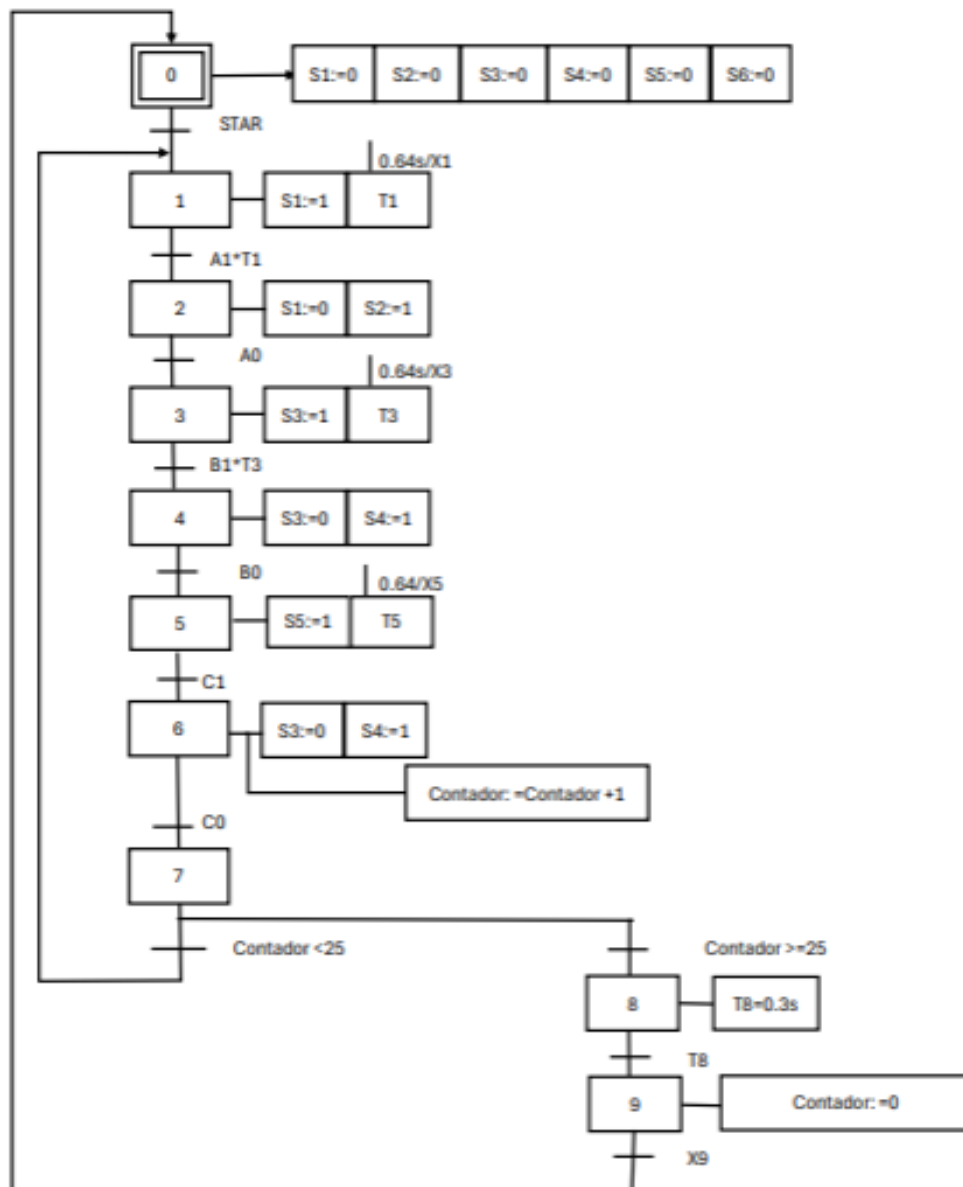 0 S1:=0 S2:=0 S3:=0 S4:=0 S5:=0 S6:=0
STAR
0.64s/X1
1 S1:=1 T1
A1*T1
2 S1:=0 S2:=1
A0
0.64s/X3
3 S3:=1 T3
B1*T3
4 S3:=0 S4:=1
B0
0.64/X5
5 S5:=1 T5
C1
6 S3:=0 S4:=1
Contador: =Contador +1
C0
7
Contador <25 Contador >=25
8 T8=0.3s
T8
9 Contador: =0
X9